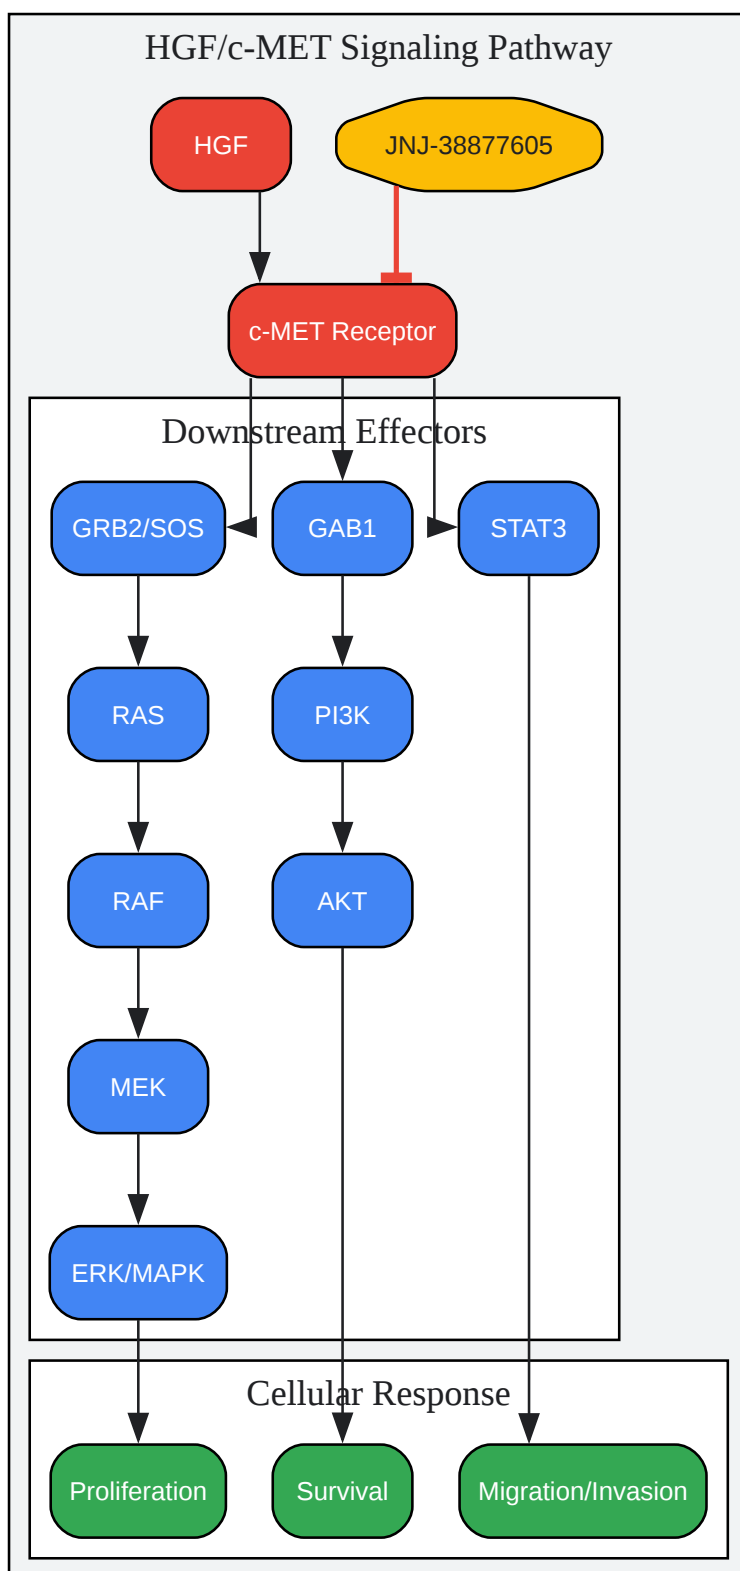 HGF/c-MET Signaling Pathway
HGF
JNJ-38877605
c-MET Receptor
Downstream Effectors
GRB2/SOS
GAB1
STAT3
RAS
PI3K
RAF
AKT
MEK
ERK/MAPK
Cellular Response
Proliferation
Survival
Migration/Invasion